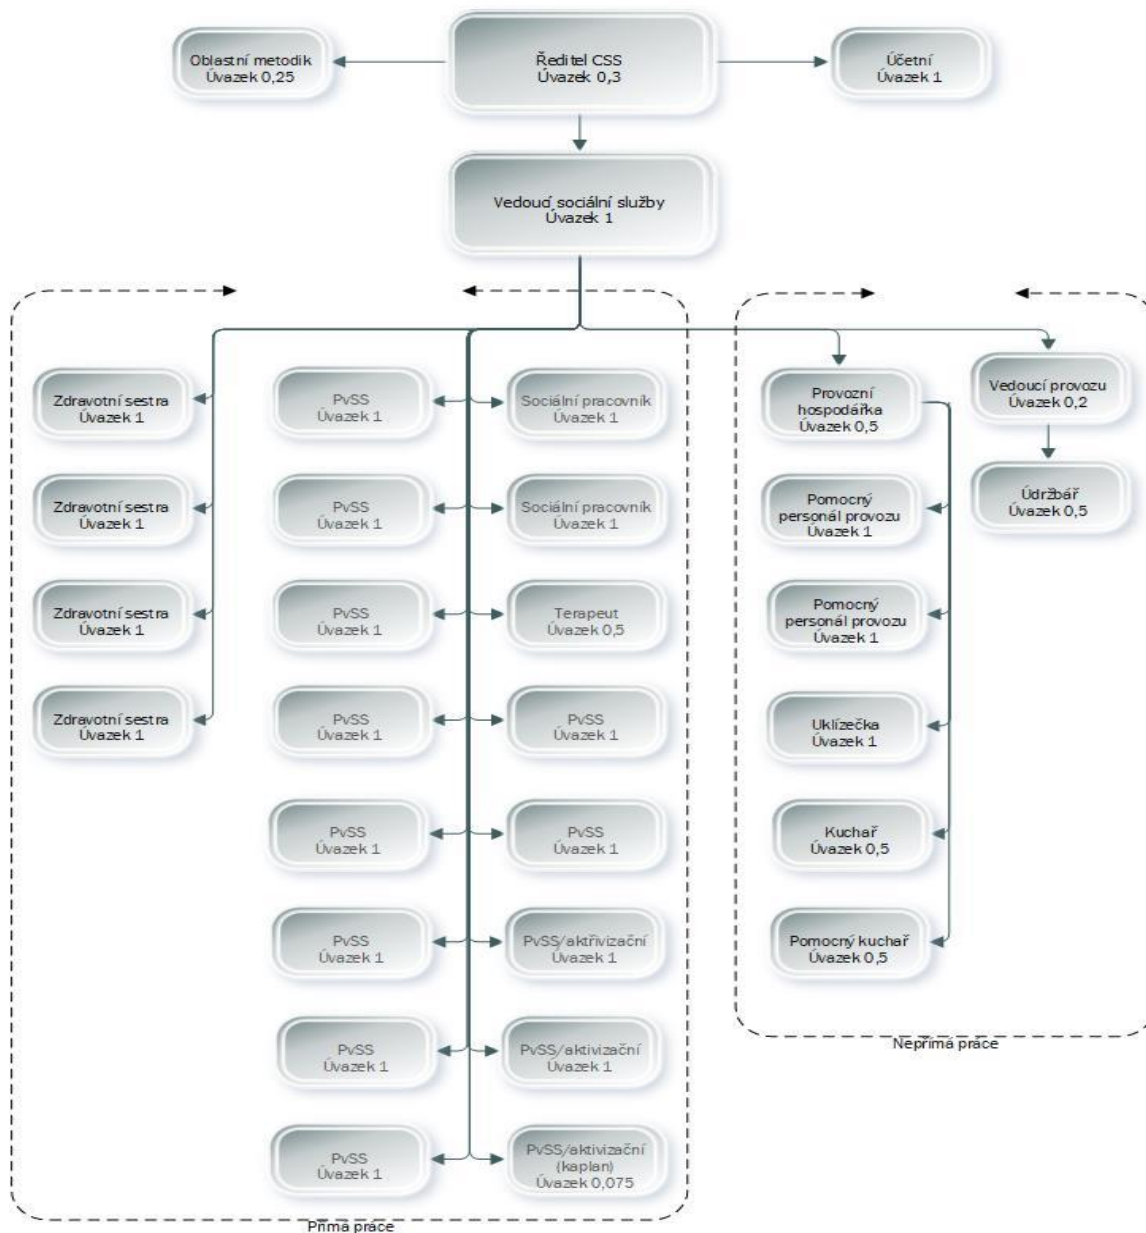 Oblastní metodik
Úvazek 0,25
Ředitel CSS
Úvazek 0,3
Účetní
Úvazek 1
Vedoucí sociální služby
Úvazek 1
Zdravotní sestra
Úvazek 1
PvSS
Úvazek 1
Sociální pracovník
Úvazek 1
Provozní
hospodářka
Úvazek 0,5
Vedoucí provozu
Úvazek 0,2
Zdravotní sestra
Úvazek 1
PvSS
Úvazek 1
Sociální pracovník
Úvazek 1
Pomocný
personál provozu
Úvazek 1
Údržbář
Úvazek 0,5
Zdravotní sestra
Úvazek 1
PvSS
Úvazek 1
Terapeut
Úvazek 0,5
Pomocný
personál provozu
Úvazek 1
Zdravotní sestra
Úvazek 1
PvSS
Úvazek 1
PvSS
Úvazek 1
Uklízečka
Úvazek 1
PvSS
Úvazek 1
PvSS
Úvazek 1
Kuchař
Úvazek 0,5
PvSS
Úvazek 1
PvSS/aktřivizační
Úvazek 1
Pomocný kuchař
Úvazek 0,5
PvSS
Úvazek 1
PvSS/aktivizační
Úvazek 1
Nepřímá práce
PvSS
Úvazek 1
PvSS/aktivizační
(kaplan)
Úvazek 0,075
Přímá práce